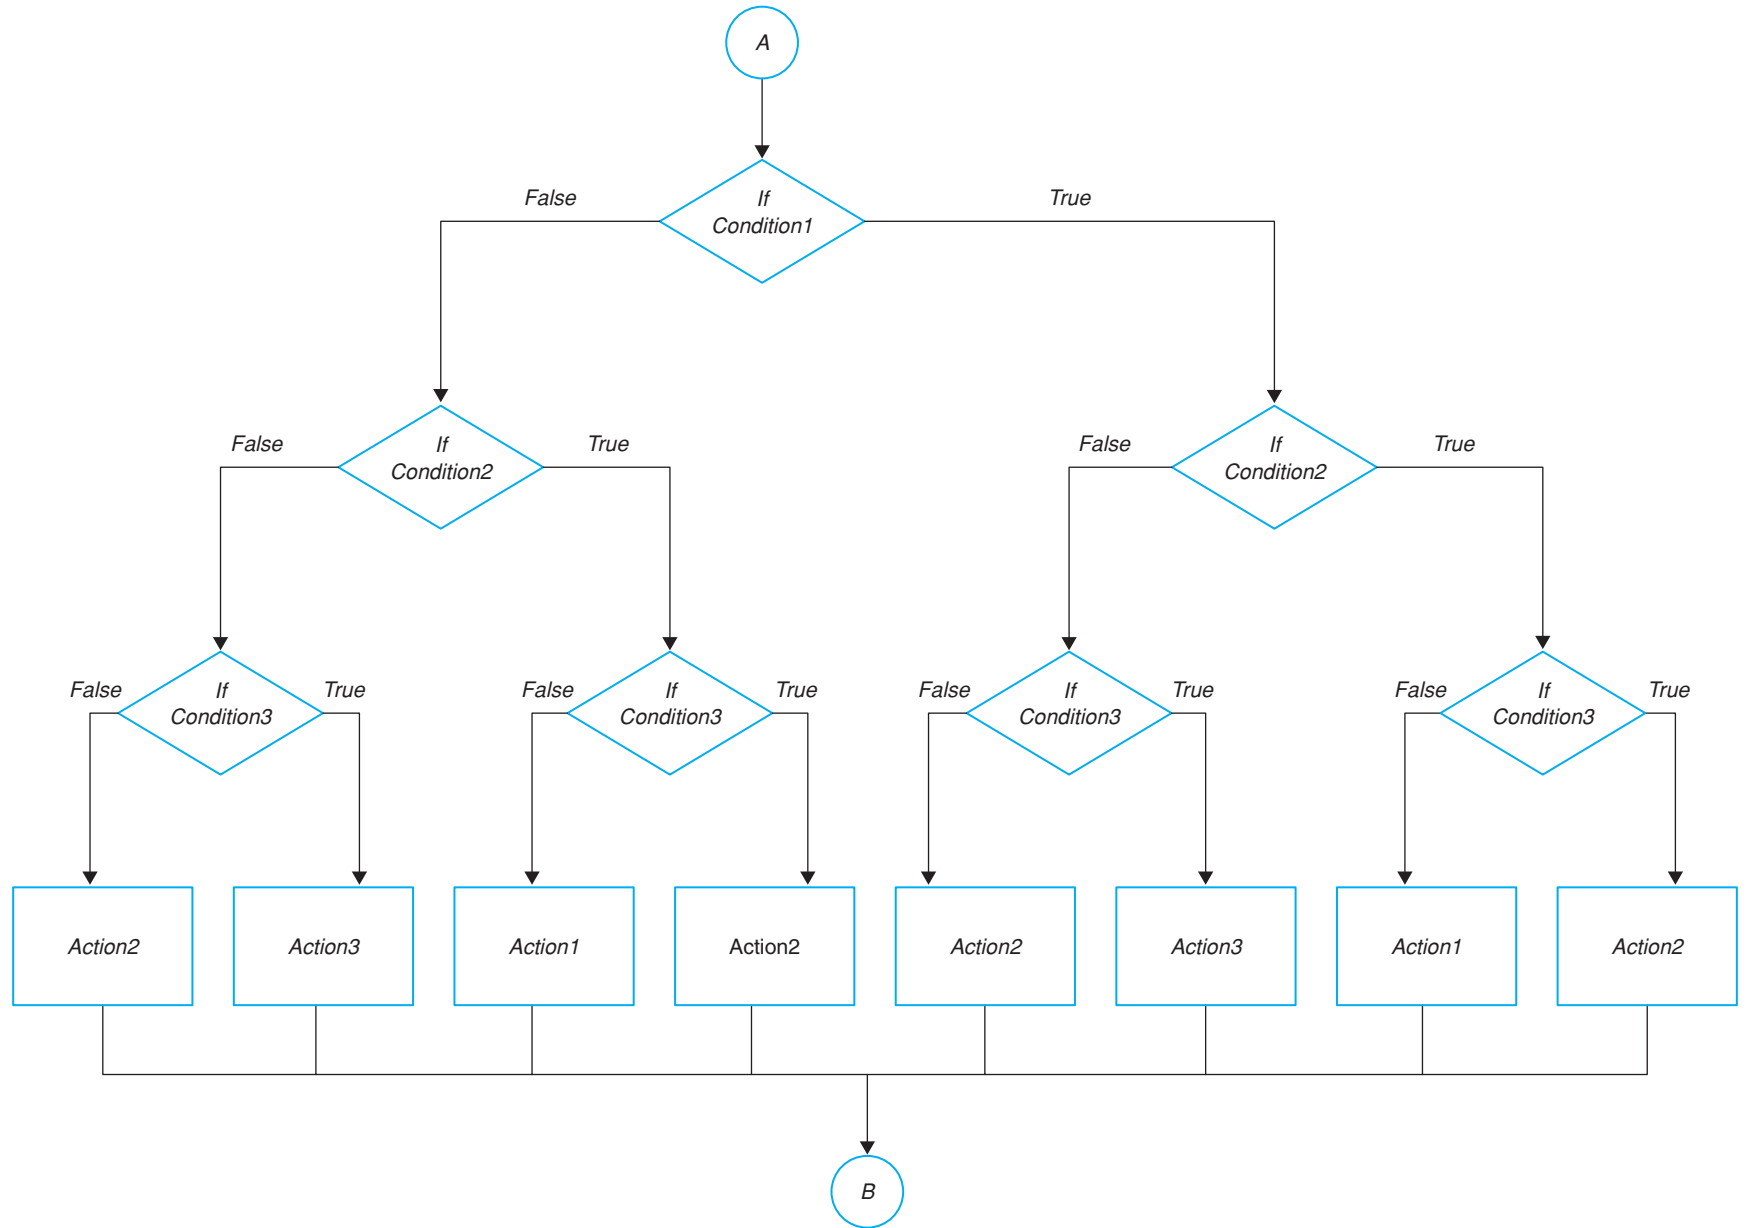 A
False
True
If
Condition1
False
If
Condition2
True
False
If
Condition2
True
False
If
Condition3
True
False
If
Condition3
True
False
If
Condition3
True
False
If
Condition3
True
Action2
Action3
Action1
Action2
Action2
Action3
Action1
Action2
B